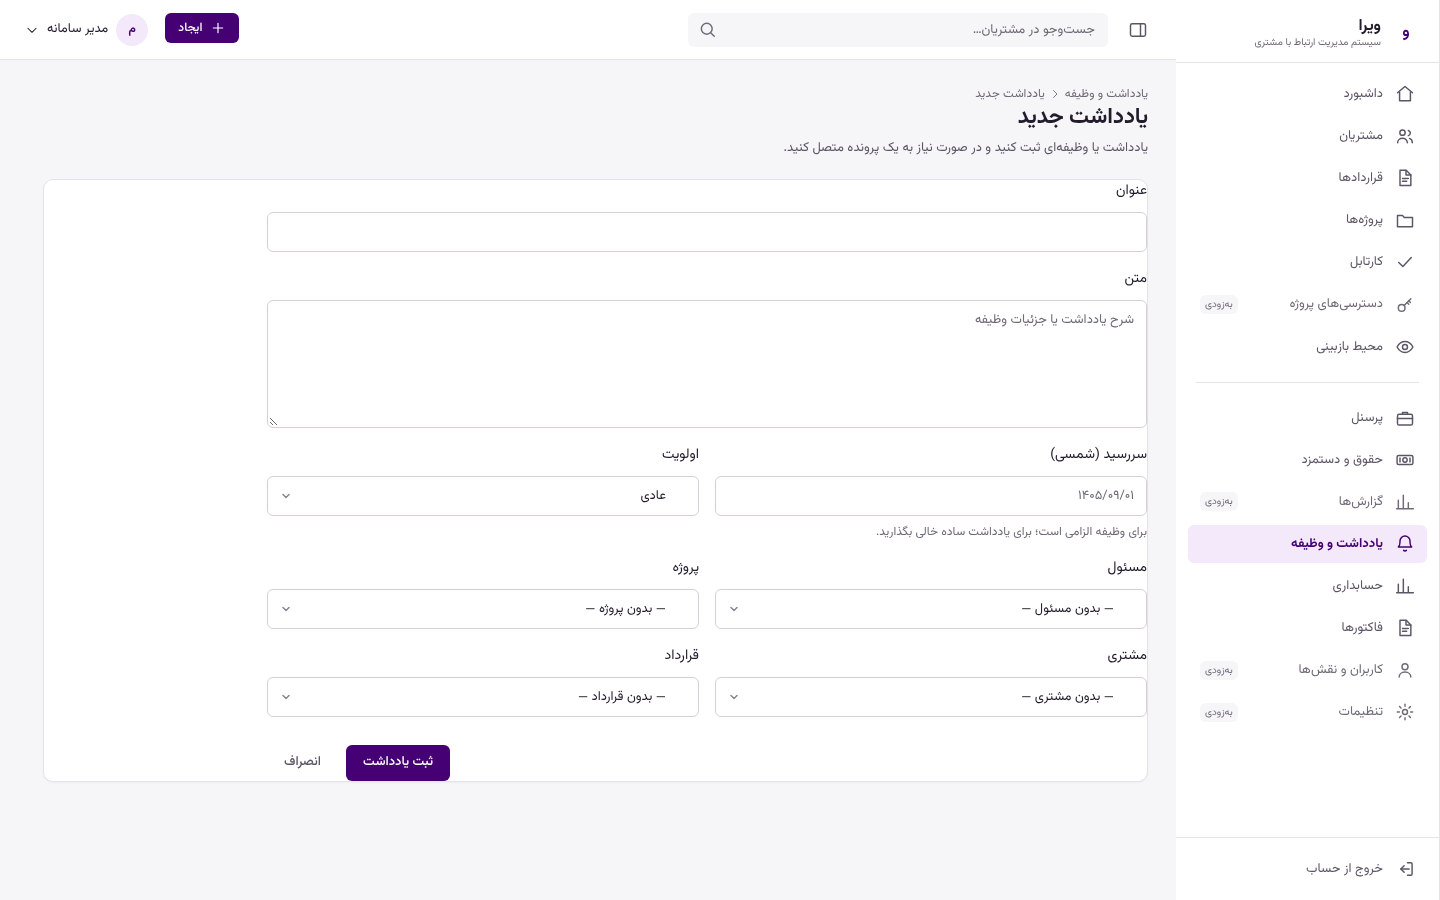 و
ویرا
سیستم مدیریت ارتباط با مشتری
داشبورد
مشتریان
قراردادها
پروژه‌ها
کارتابل
دسترسی‌های پروژه به‌زودی
محیط بازبینی
پرسنل
حقوق و دستمزد
گزارش‌ها به‌زودی
یادداشت و وظیفه
حسابداری
فاکتورها
کاربران و نقش‌ها به‌زودی
تنظیمات به‌زودی
خروج از حساب
جست‌وجو در مشتریان...
ایجاد
م
مدیر سامانه
یادداشت و وظیفه
یادداشت جدید
یادداشت جدید
یادداشت یا وظیفه‌ای ثبت کنید و در صورت نیاز به یک پرونده متصل کنید.
عنوان
متن
شرح یادداشت یا جزئیات وظیفه
سررسید (شمسی) اولویت
۱۴۰۵/۰۹/۰۱ عادی
برای وظیفه الزامی است؛ برای یادداشت ساده خالی بگذارید.
مسئول پروژه
— بدون مسئول — — بدون پروژه —
مشتری قرارداد
— بدون مشتری — — بدون قرارداد —
ثبت یادداشت انصراف